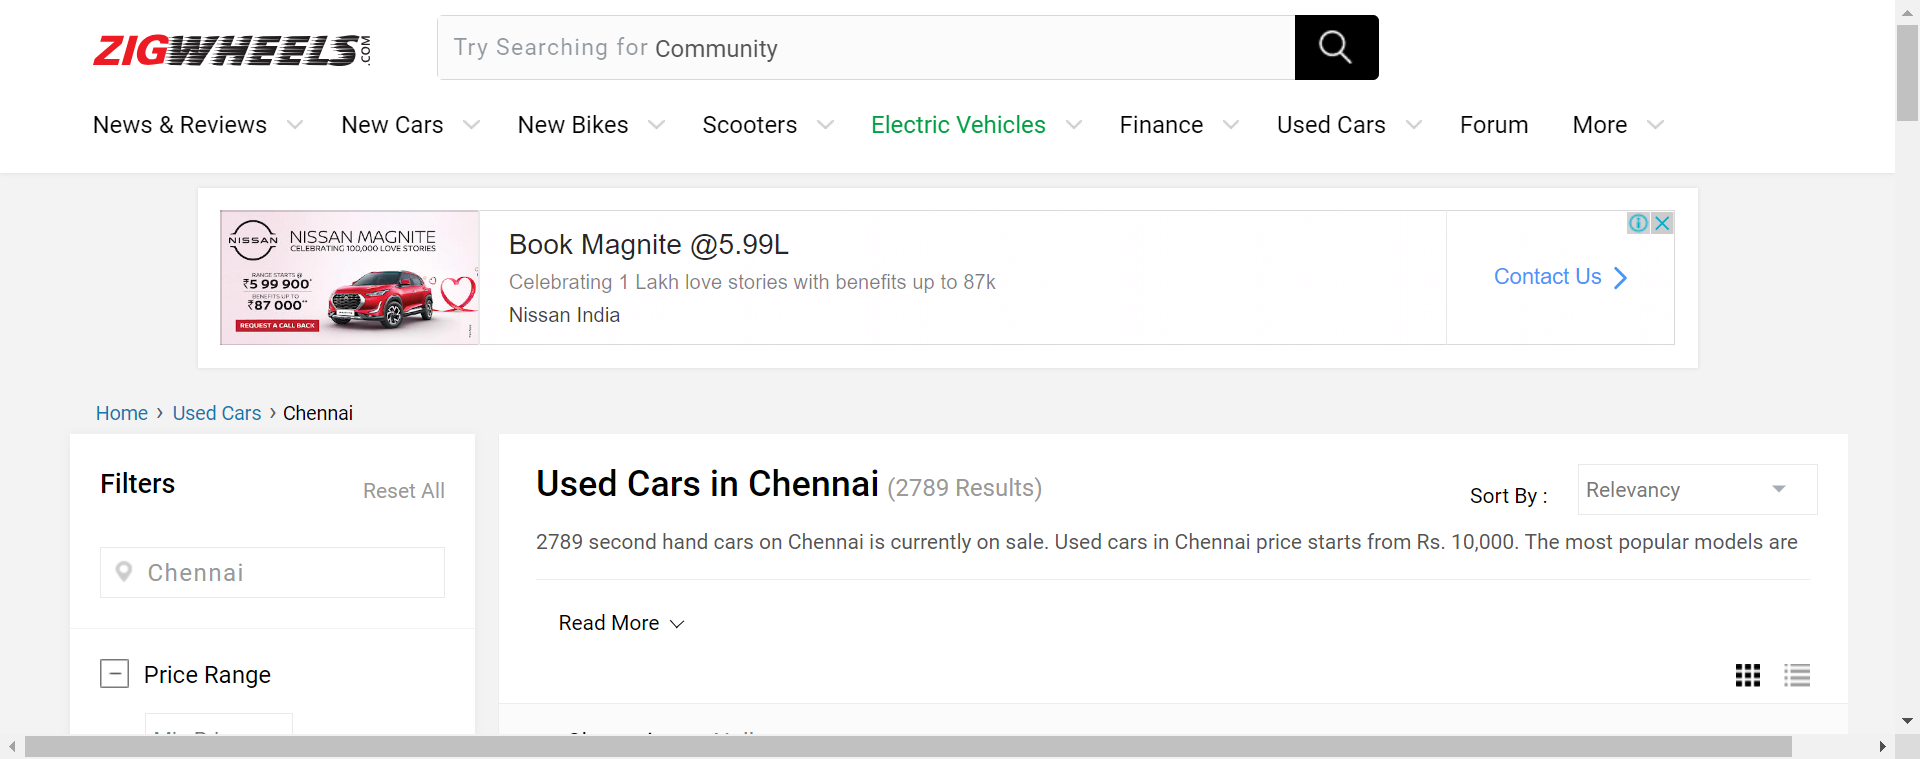 ZIGWHEELS.COM
Try Searching for Community
News & Reviews New Cars New Bikes Scooters Electric Vehicles Finance Used Cars Forum More
NISSAN
NISSAN MAGNITE
CELEBRATING 100,000 LOVE STORIES
RANGE STARTS @
₹5 99 900*
BENEFITS UP TO
₹87 000**
REQUEST A CALL BACK
Book Magnite @5.99L
Celebrating 1 Lakh love stories with benefits up to 87k
Nissan India
Contact Us
Home › Used Cars › Chennai
Filters
Reset All
Chennai
Price Range
Used Cars in Chennai (2789 Results)
Sort By : Relevancy
2789 second hand cars on Chennai is currently on sale. Used cars in Chennai price starts from Rs. 10,000. The most popular models are
Read More